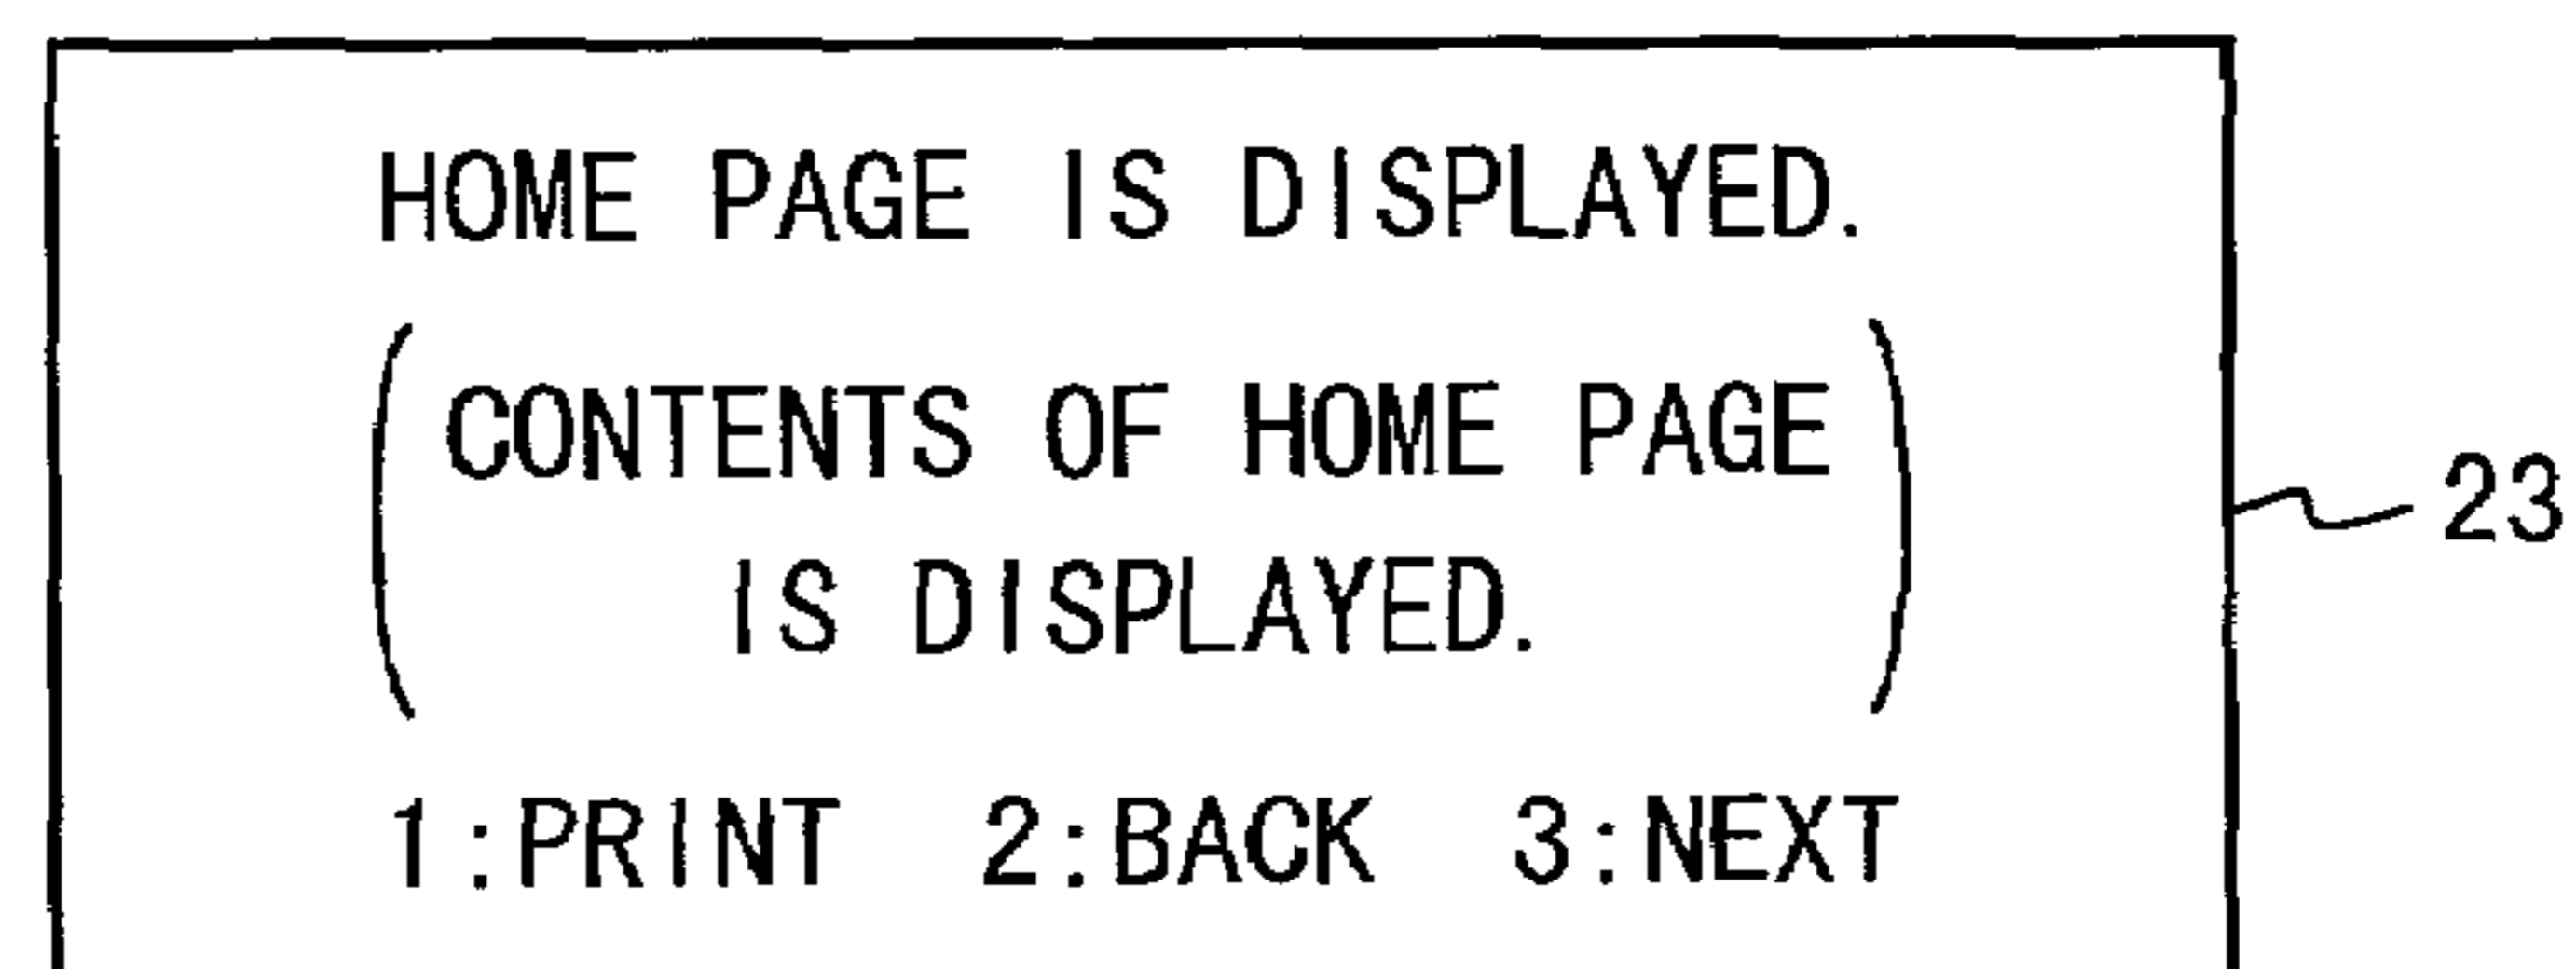 HOME PAGE IS DISPLAYED.
CONTENTS OF HOME PAGE
IS DISPLAYED.
23
1:PRINT 2:BACK 3:NEXT